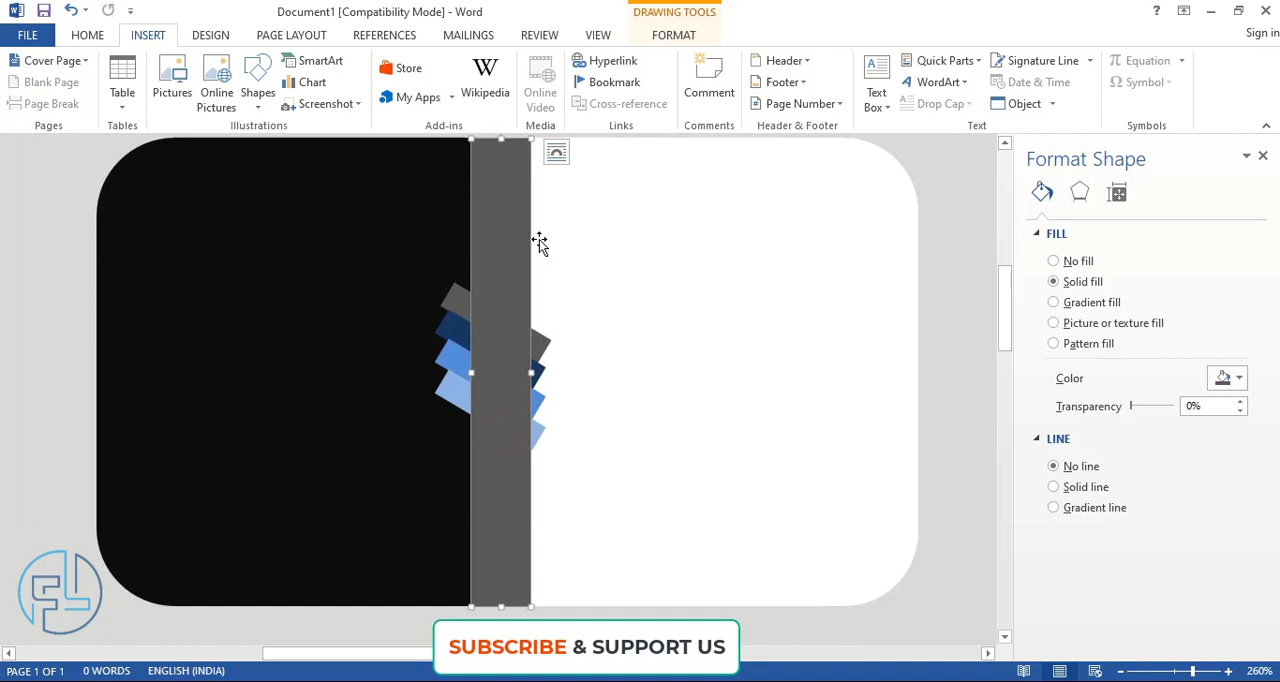 Document1 [Compatibility Mode] - Word
DRAWING TOOLS
?
FILE HOME INSERT DESIGN PAGE LAYOUT REFERENCES MAILINGS REVIEW VIEW FORMAT Sign in
Cover Page
Blank Page
Page Break
Pages
Table
Tables
Pictures
Online Pictures
Shapes
SmartArt
Chart
Screenshot
Illustrations
Store
My Apps
W
Wikipedia
Add-ins
Online Video
Media
Hyperlink
Bookmark
Cross-reference
Links
Comment
Comments
Header
Footer
Page Number
Header & Footer
Text Box
Quick Parts
WordArt
Drop Cap
Signature Line
Date & Time
Object
Text
Equation
Symbol
Symbols
Format Shape
FILL
No fill
Solid fill
Gradient fill
Picture or texture fill
Pattern fill
Color
Transparency 0%
LINE
No line
Solid line
Gradient line
SUBSCRIBE & SUPPORT US
PAGE 1 OF 1 0 WORDS ENGLISH (INDIA) 260%